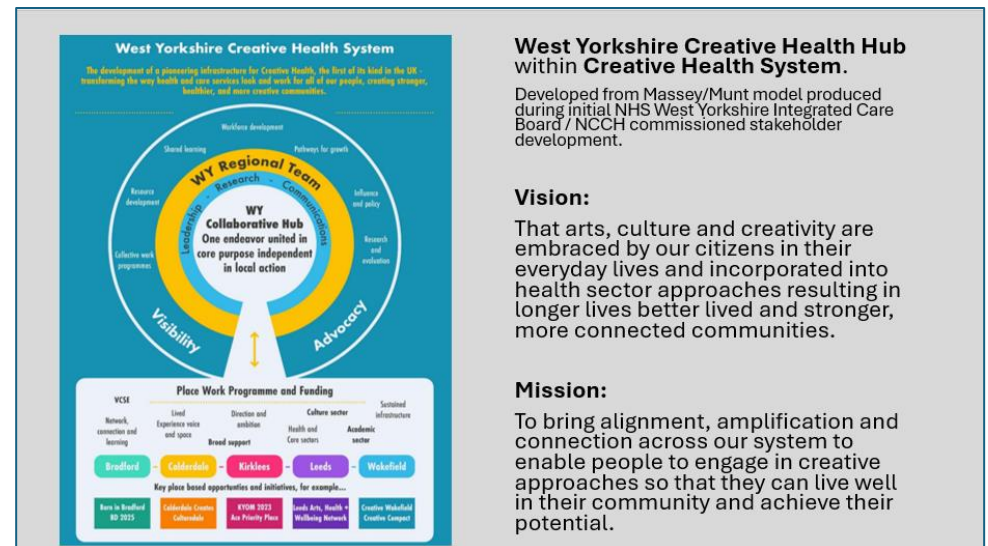 West Yorkshire Creative Health System
The development of a pioneering infrastructure for Creative Health, the first of its kind in the UK -
transforming the way health and care services look and work for all of our people, creating stronger,
healthier, and more creative communities.
Workforce development
Shared learning
Pathways for growth
Resource
development
Influence
and policy
Collective work
programmes
Research
and
evaluation
WY Regional Team
Leadership - Research - Communications
WY
Collaborative Hub
One endeavor united in
core purpose independent
in local action
Visibility
Advocacy
Place Work Programme and Funding
VCSE
Network,
connection and
learning
Lived
Experience voice
and space
Direction and
ambition
Broad support
Culture sector
Health and
Care sectors
Academic
sector
Sustained
infrastructure
Bradford - Calderdale - Kirklees - Leeds - Wakefield
Key place based opportunties and initiatives, for example...
Born in Bradford
BD 2025
Calderdale Creates
Culturedale
KYOM 2023
Ace Priority Place
Leeds Arts, Health +
Wellbeing Network
Creative Wakefield
Creative Compact
West Yorkshire Creative Health Hub
within Creative Health System.
Developed from Massey/Munt model produced
during initial NHS West Yorkshire Integrated Care
Board / NCCH commissioned stakeholder
development.
Vision:
That arts, culture and creativity are
embraced by our citizens in their
everyday lives and incorporated into
health sector approaches resulting in
longer lives better lived and stronger,
more connected communities.
Mission:
To bring alignment, amplification and
connection across our system to
enable people to engage in creative
approaches so that they can live well
in their community and achieve their
potential.